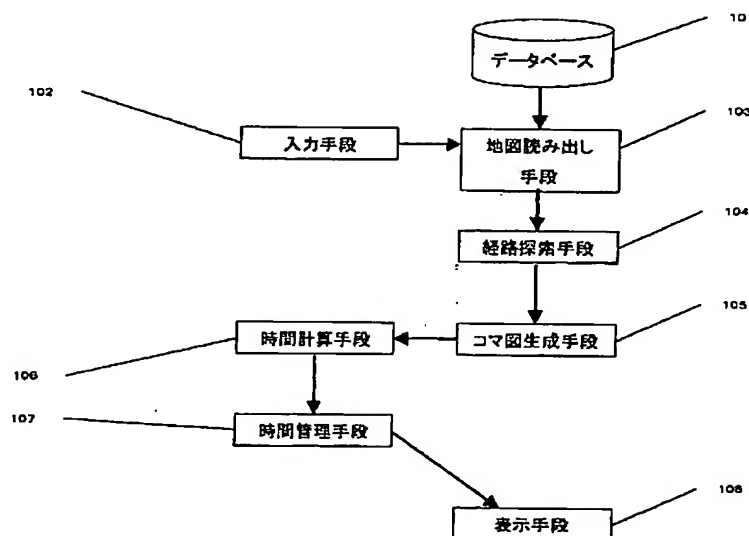 101
データベース
102
103
入力手段
地図読み出し
手段
104
経路探索手段
105
時間計算手段
コマ図生成手段
106
107
時間管理手段
108
表示手段